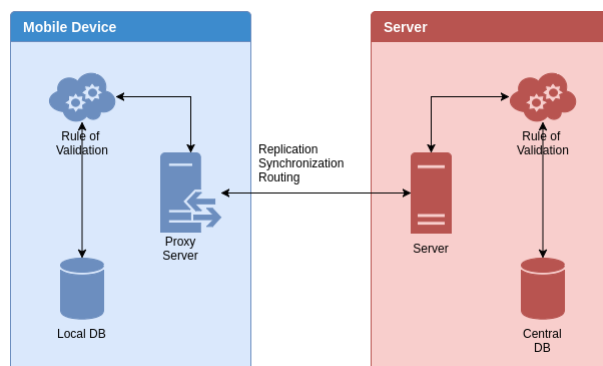 Mobile Device
Rule of
Validation
Proxy
Server
Local DB
Replication
Synchronization
Routing
Server
Rule of
Validation
Server
Central
DB